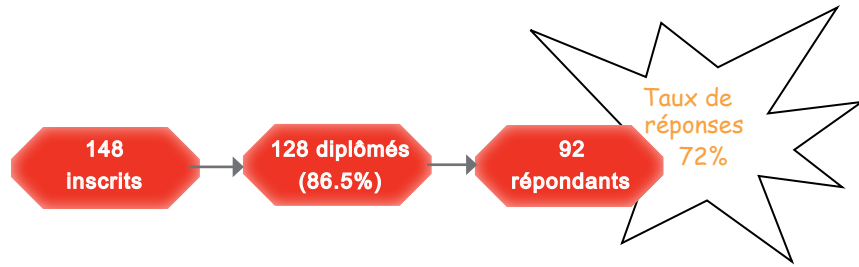 148
inscrits
128 diplômés
(86.5%)
92
répondants
Taux de
réponses
72%